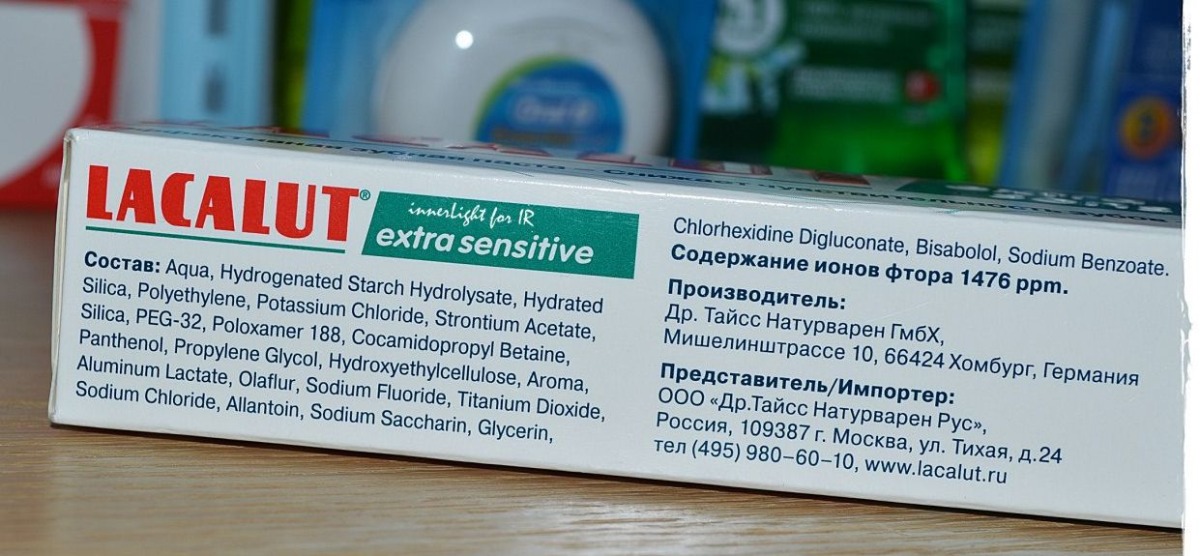 LACALUT®
innerLight for IR
extra sensitive
Состав: Aqua, Hydrogenated Starch Hydrolysate, Hydrated
Silica, Polyethylene, Potassium Chloride, Strontium Acetate,
Silica, PEG-32, Poloxamer 188, Cocamidopropyl Betaine,
Panthenol, Propylene Glycol, Hydroxyethylcellulose, Aroma,
Aluminum Lactate, Olaflur, Sodium Fluoride, Titanium Dioxide,
Sodium Chloride, Allantoin, Sodium Saccharin, Glycerin,
Chlorhexidine Digluconate, Bisabolol, Sodium Benzoate.
Содержание ионов фтора 1476 ppm.
Производитель:
Др. Тайсс Натурварен ГмбХ,
Мишелинштрассе 10, 66424 Хомбург, Германия
Представитель/Импортер:
ООО «Др.Тайсс Натурварен Рус»,
Россия, 109387 г. Москва, ул. Тихая, д.24
тел (495) 980–60–10, www.lacalut.ru